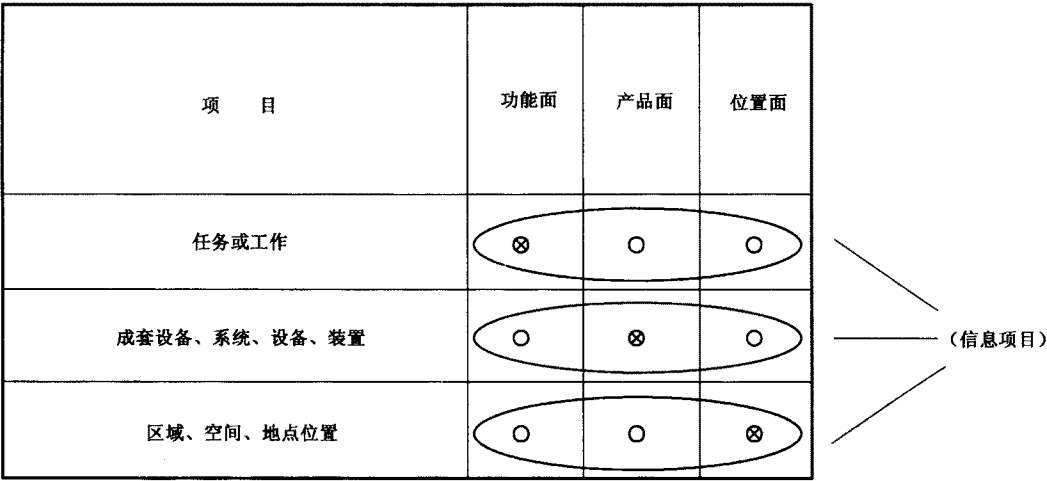 项 目 功能面 产品面 位置面
任务或工作
成套设备、系统、设备、装置
(信息项目)
区域、空间、地点位置